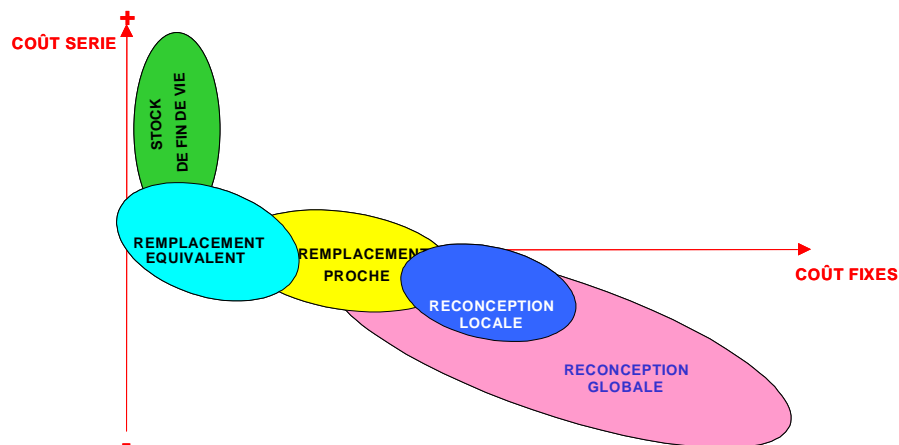 +
COÛT SERIE
STOCK
DE FIN DE VIE
REMPLACEMENT
EQUIVALENT
REMPLACEMENT
PROCHE
COÛT FIXES
RECONCEPTION
LOCALE
RECONCEPTION
GLOBALE
-